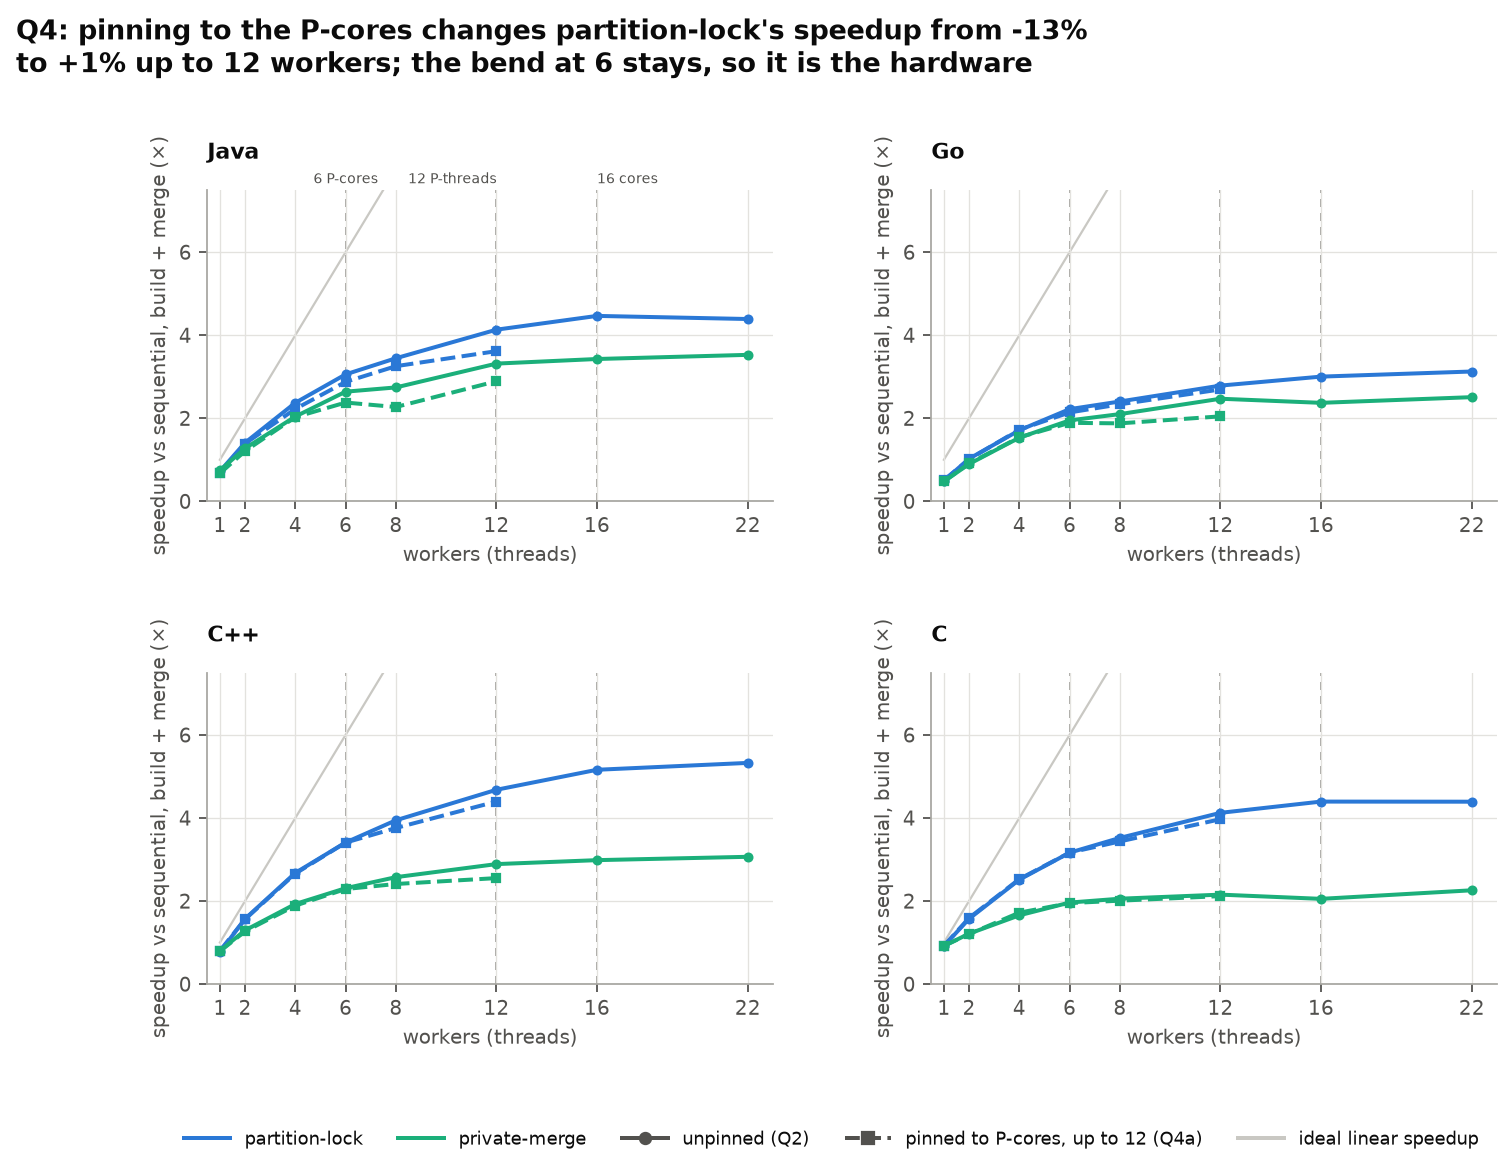 Q4: pinning to the P-cores changes partition-lock's speedup from -13%
to +1% up to 12 workers; the bend at 6 stays, so it is the hardware
Java
6 P-cores
12 P-threads
16 cores
speedup vs sequential, build + merge (×)
6
4
2
0
1 2 4 6 8 12 16 22
workers (threads)
Go
speedup vs sequential, build + merge (×)
6
4
2
0
1 2 4 6 8 12 16 22
workers (threads)
C++
speedup vs sequential, build + merge (×)
6
4
2
0
1 2 4 6 8 12 16 22
workers (threads)
C
speedup vs sequential, build + merge (×)
6
4
2
0
1 2 4 6 8 12 16 22
workers (threads)
partition-lock
private-merge
unpinned (Q2)
pinned to P-cores, up to 12 (Q4a)
ideal linear speedup